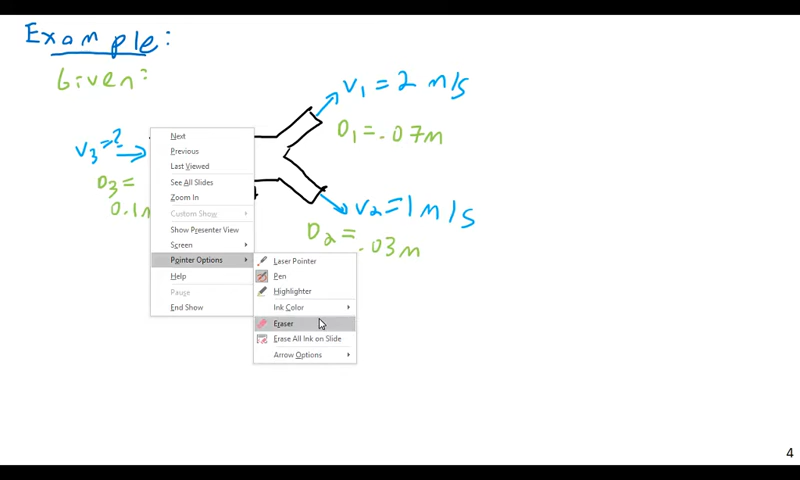 Example:
Given:
V1 = 2 m/s
D1 = .07m
V3 = ?
D3 =
0.1m
V2 = 1 m/s
D2 = .03m
Next
Previous
Last Viewed
See All Slides
Zoom In
Custom Show
Show Presenter View
Screen
Pointer Options
Help
Pause
End Show
Laser Pointer
Pen
Highlighter
Ink Color
Eraser
Erase All Ink on Slide
Arrow Options
4